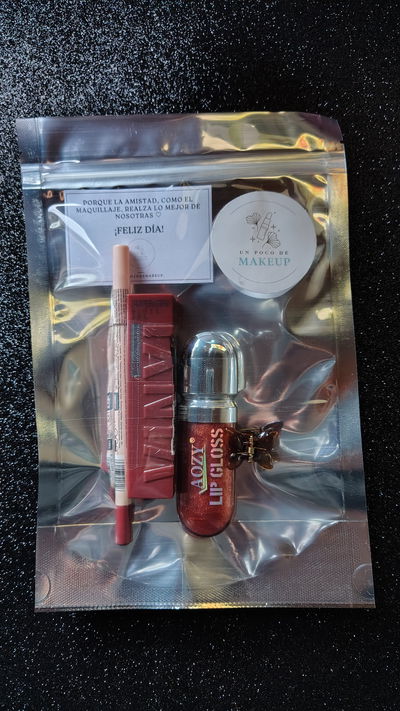 PORQUE LA AMISTAD, COMO EL
MAQUILLAJE, REALZA LO MEJOR DE
NOSOTRAS ♡
¡FELIZ DÍA!
UN POCO DE
MAKEUP
AOZY®
LIP GLOSS